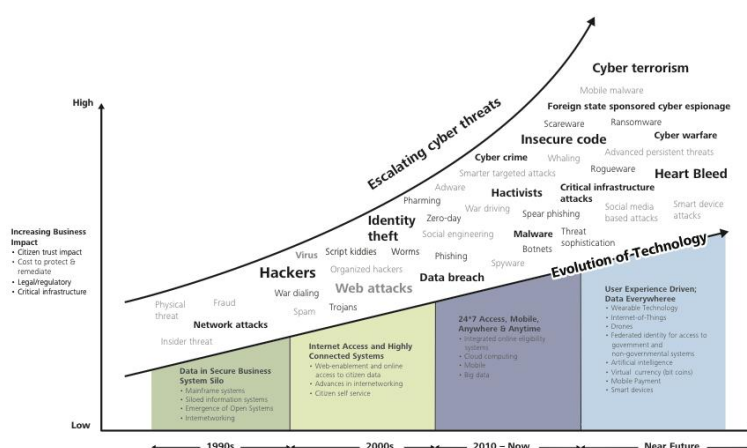 Cyber terrorism
Mobile malware
High
Foreign state sponsored cyber espionage
Scareware
Ransomware
Escalating cyber threats
Insecure code
Cyber warfare
Cyber crime
Whaling
Advanced persistent threats
Smarter targeted attacks
Rogueware
Heart Bleed
Adware
Hactivists
Critical infrastructure
attacks
Pharming
War driving
Spear phishing
Social media
based attacks
Smart device
attacks
Identity
theft
Zero-day
Social engineering
Malware
Threat
sophistication
Increasing Business
Impact
• Citizen trust impact
• Cost to protect &
remediate
• Legal/regulatory
• Critical infrastructure
Virus
Script kiddies
Worms
Phishing
Botnets
Spyware
Evolution of Technology
Hackers
Organized hackers
Data breach
War dialing
Web attacks
Physical
threat
Fraud
Spam
Trojans
Network attacks
Insider threat
Data in Secure Business
System Silo
• Mainframe systems
• Siloed information systems
• Emergence of Open Systems
• Internetworking
Internet Access and Highly
Connected Systems
• Web-enablement and online
access to citizen data
• Advances in internetworking
• Citizen self service
24*7 Access, Mobile,
Anywhere & Anytime
• Integrated online eligibility
systems
• Cloud computing
• Mobile
• Big data
User Experience Driven;
Data Everywheree
• Wearable Technology
• Internet-of-Things
• Drones
• Federated identity for access to
government and
non-governmental systems
• Artificial intelligence
• Virtual currency (bit coins)
• Mobile Payment
• Smart devices
Low
1990s
2000s
2010 – Now
Near Future